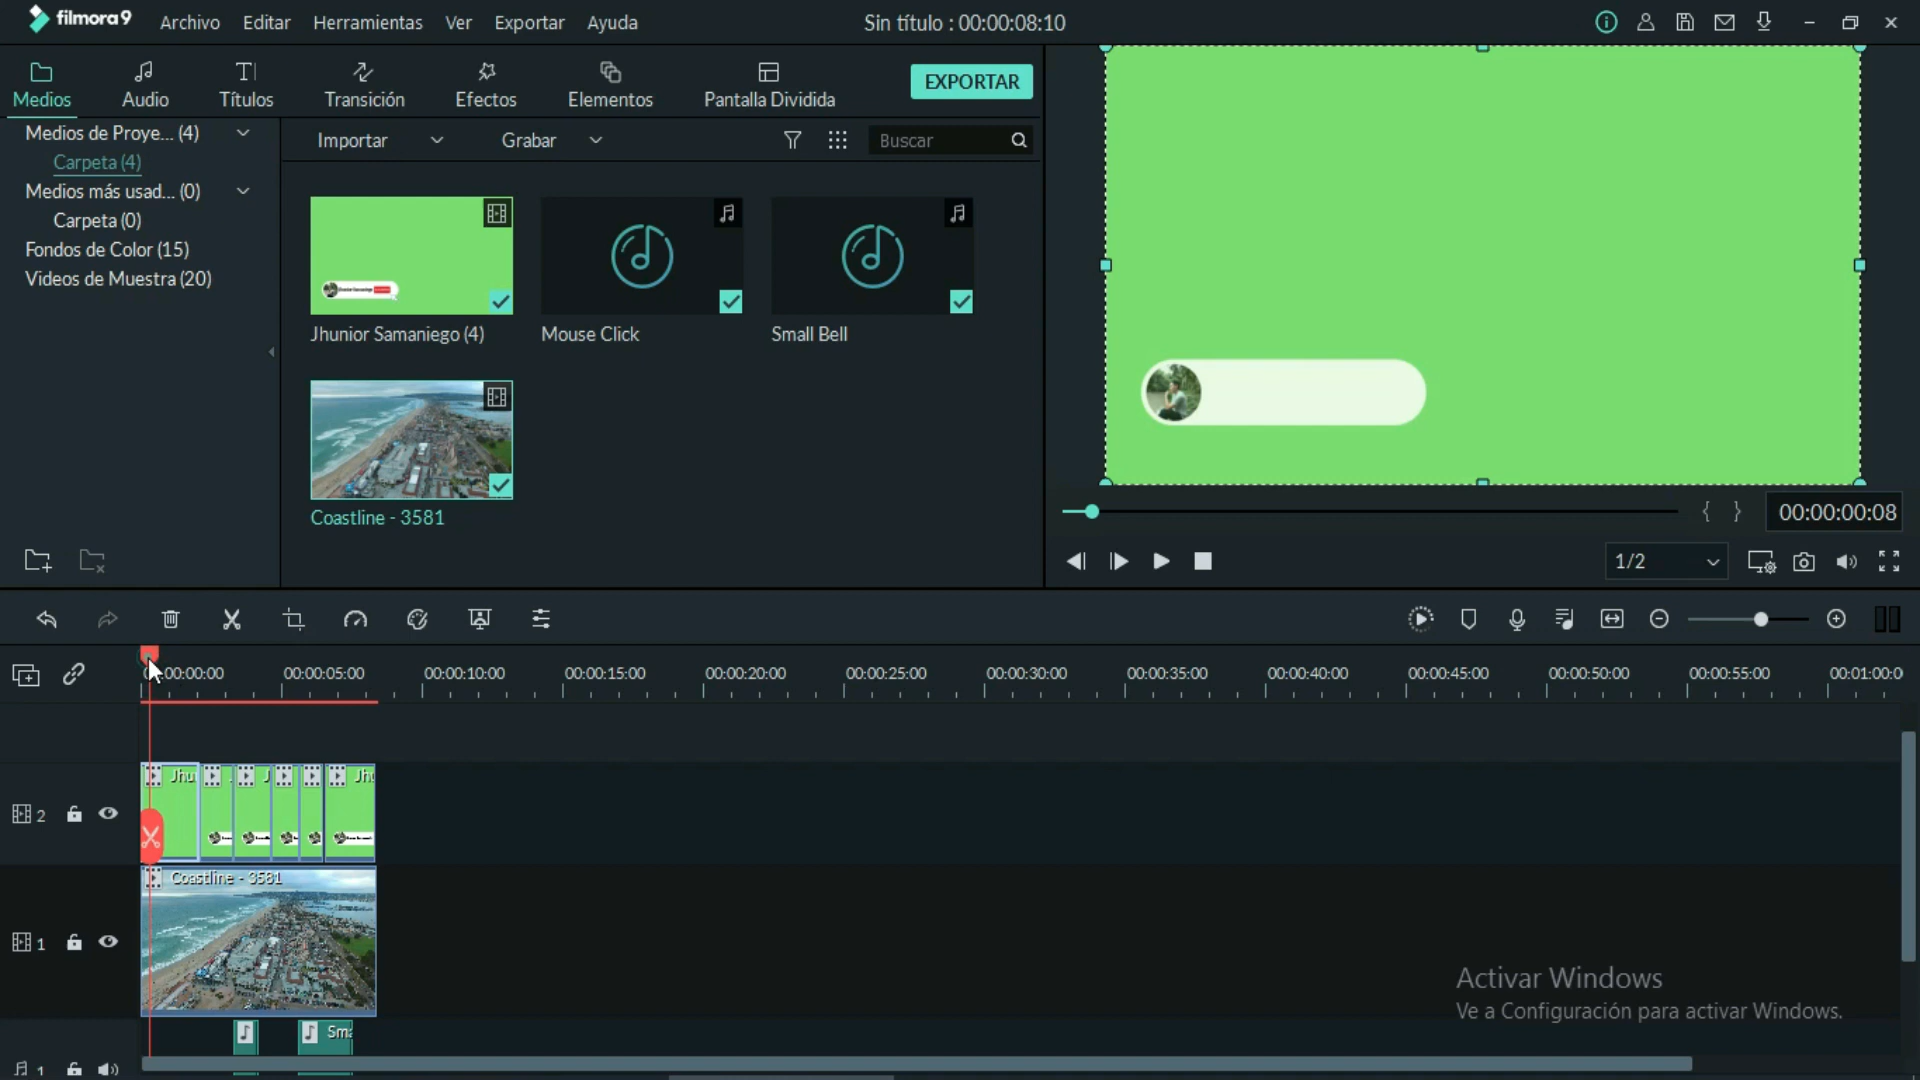 filmora9
Archivo Editar Herramientas Ver Exportar Ayuda
Sin título : 00:00:08:10
Medios Audio Títulos Transición Efectos Elementos Pantalla Dividida
EXPORTAR
Medios de Proye... (4)
Carpeta (4)
Medios más usad... (0)
Carpeta (0)
Fondos de Color (15)
Videos de Muestra (20)
Importar Grabar Buscar
Jhunior Samaniego (4) Mouse Click Small Bell
Coastline - 3581
{ } 00:00:00:08
1/2
00:00:05:00 00:00:10:00 00:00:15:00 00:00:20:00 00:00:25:00 00:00:30:00 00:00:35:00 00:00:40:00 00:00:45:00 00:00:50:00 00:00:55:00 00:01:00:0
2
Jhu J Jhu
1
Coastline - 3581
Activar Windows
Ve a Configuración para activar Windows.
1
Sma